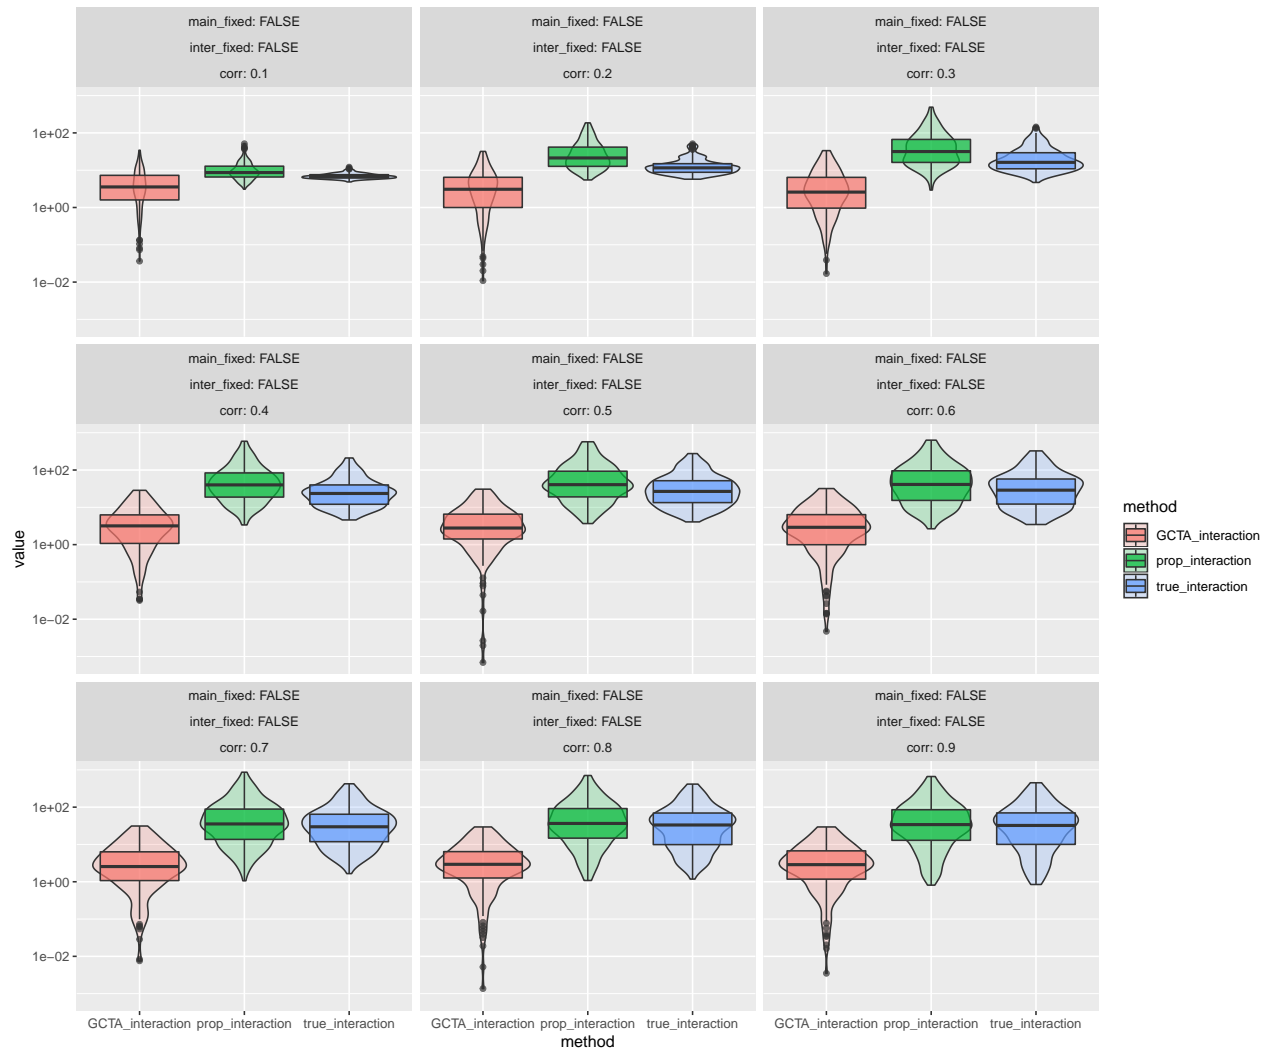 main_fixed: FALSE
inter_fixed: FALSE
corr: 0.1
main_fixed: FALSE
inter_fixed: FALSE
corr: 0.2
main_fixed: FALSE
inter_fixed: FALSE
corr: 0.3
1e+02
1e+00
1e−02
main_fixed: FALSE
inter_fixed: FALSE
corr: 0.4
main_fixed: FALSE
inter_fixed: FALSE
corr: 0.5
main_fixed: FALSE
inter_fixed: FALSE
corr: 0.6
1e+02
1e+00
1e−02
main_fixed: FALSE
inter_fixed: FALSE
corr: 0.7
main_fixed: FALSE
inter_fixed: FALSE
corr: 0.8
main_fixed: FALSE
inter_fixed: FALSE
corr: 0.9
1e+02
1e+00
1e−02
GCTA_interaction prop_interaction true_interaction
GCTA_interaction prop_interaction true_interaction
GCTA_interaction prop_interaction true_interaction
method
value
method
GCTA_interaction
prop_interaction
true_interaction